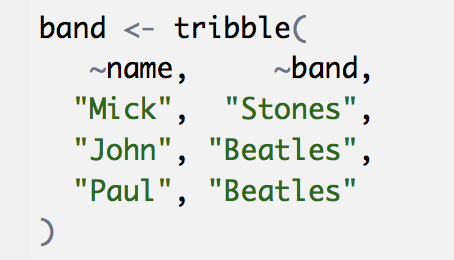 band <- tribble(
~name, ~band,
"Mick", "Stones",
"John", "Beatles",
"Paul", "Beatles"
)